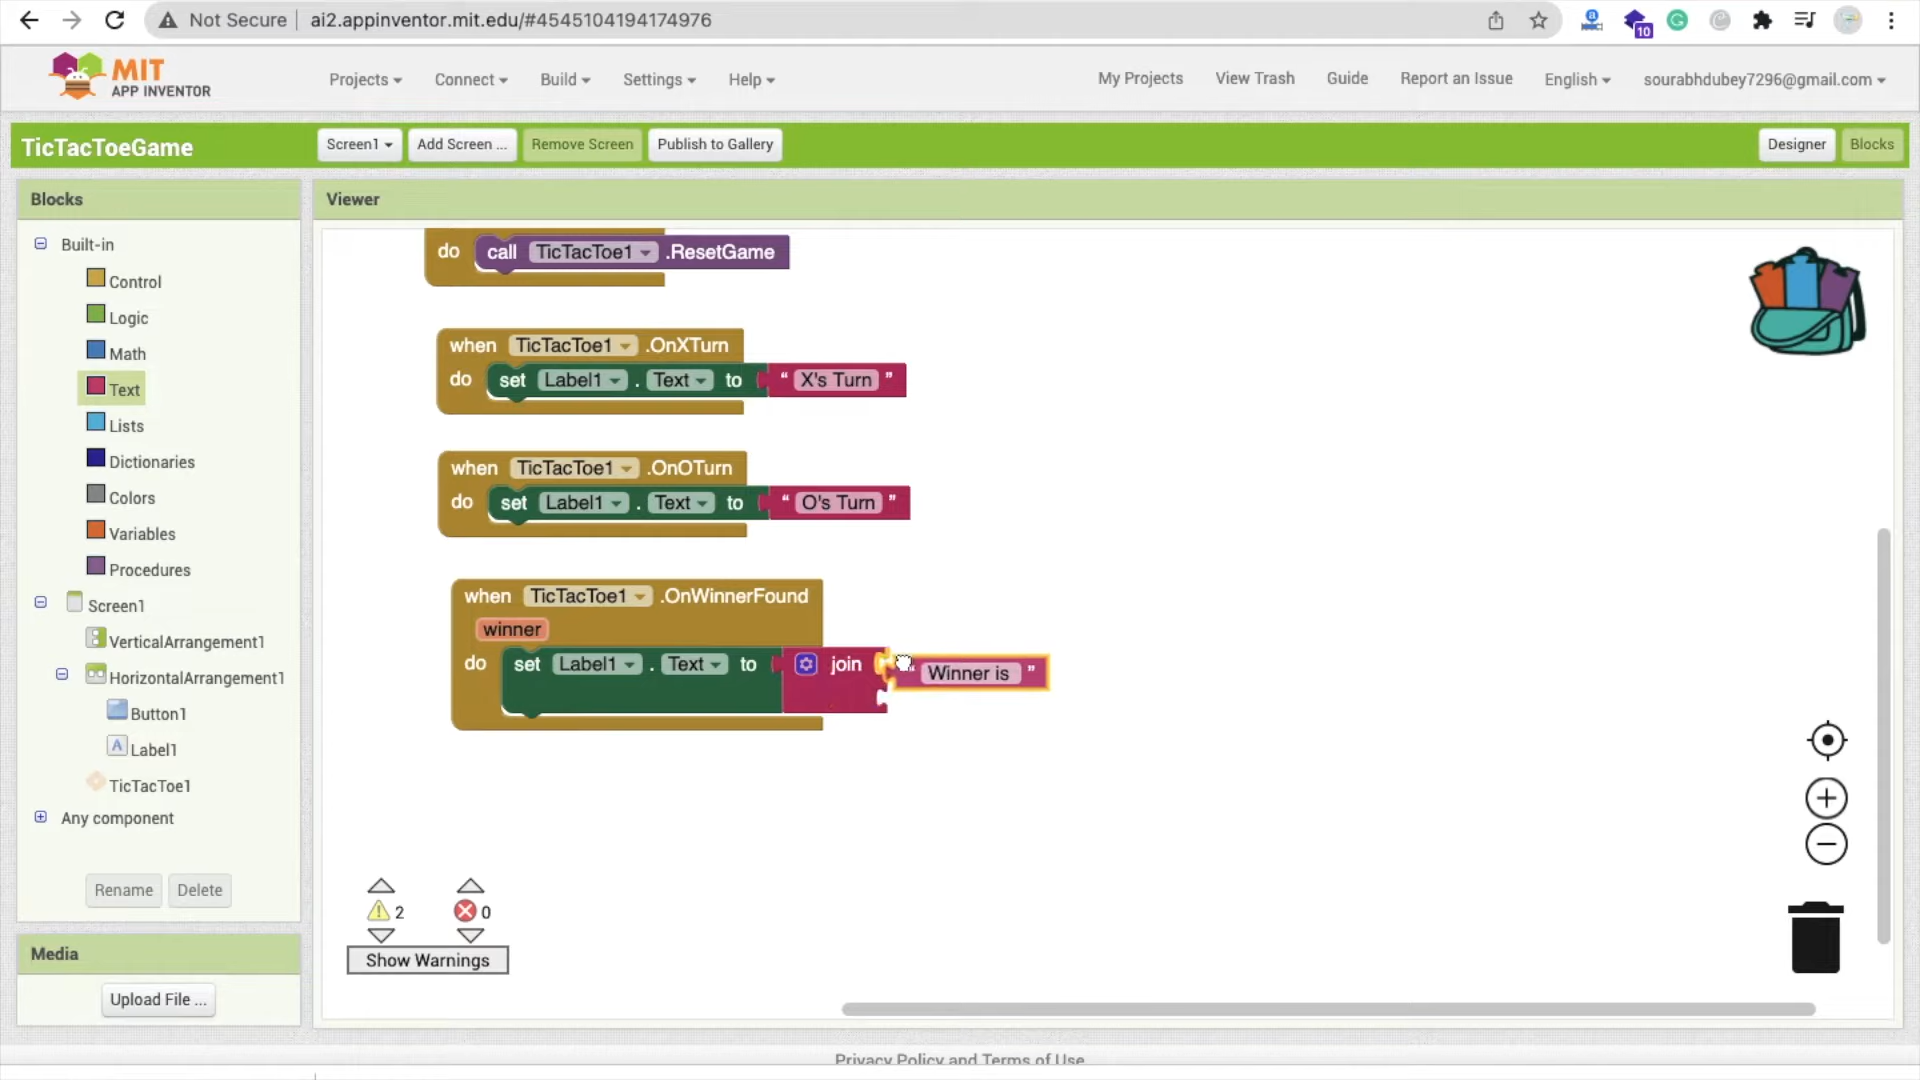 Not Secure | ai2.appinventor.mit.edu/#4545104194174976
10
MIT
APP INVENTOR
Projects
Connect
Build
Settings
Help
My Projects
View Trash
Guide
Report an Issue
English
sourabhdubey7296@gmail.com
TicTacToeGame
Screen1
Add Screen ...
Remove Screen
Publish to Gallery
Designer
Blocks
Blocks
Built-in
Control
Logic
Math
Text
Lists
Dictionaries
Colors
Variables
Procedures
Screen1
VerticalArrangement1
HorizontalArrangement1
Button1
A Label1
TicTacToe1
Any component
Rename
Delete
Media
Upload File ...
Viewer
do call TicTacToe1 .ResetGame
when TicTacToe1 .OnXTurn
do set Label1 . Text to “ X's Turn ”
when TicTacToe1 .OnOTurn
do set Label1 . Text to “ O's Turn ”
when TicTacToe1 .OnWinnerFound
winner
do set Label1 . Text to join “ Winner is ”
2
0
Show Warnings
Privacy Policy and Terms of Use